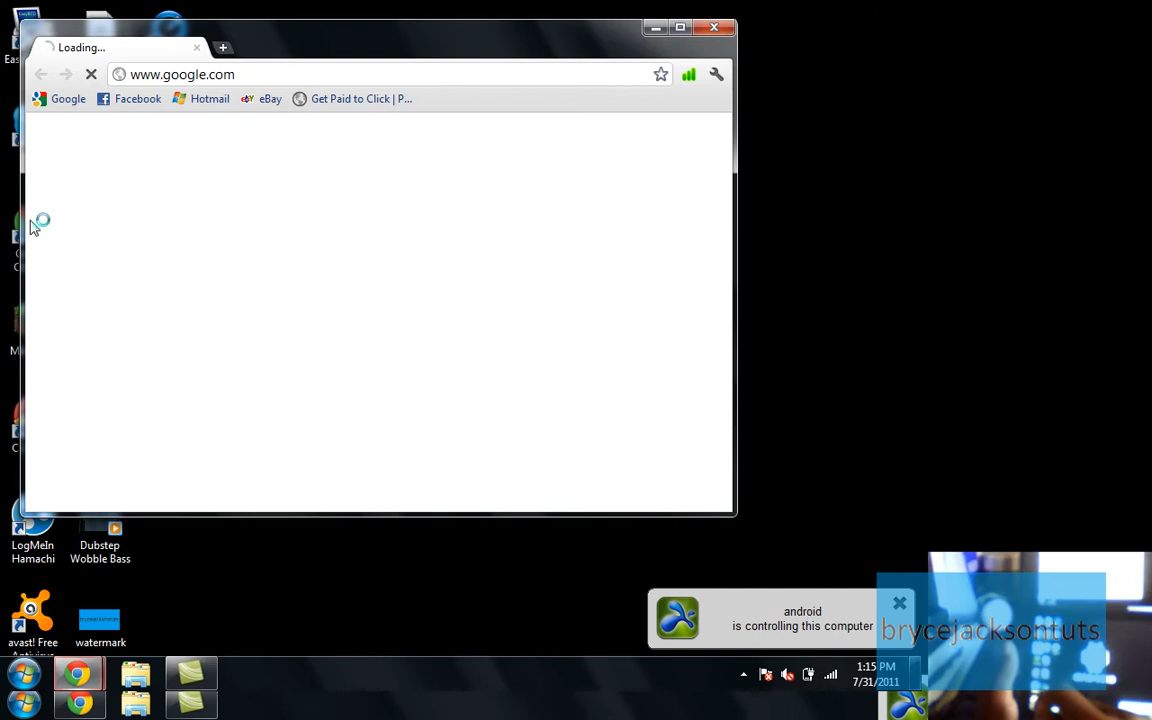 Loading...
www.google.com
Google
Facebook
Hotmail
eBay
Get Paid to Click | P...
LogMeIn
Hamachi
Dubstep
Wobble Bass
avast! Free
watermark
android
is controlling this computer
brycejacksontuts
1:15 PM
7/31/2011